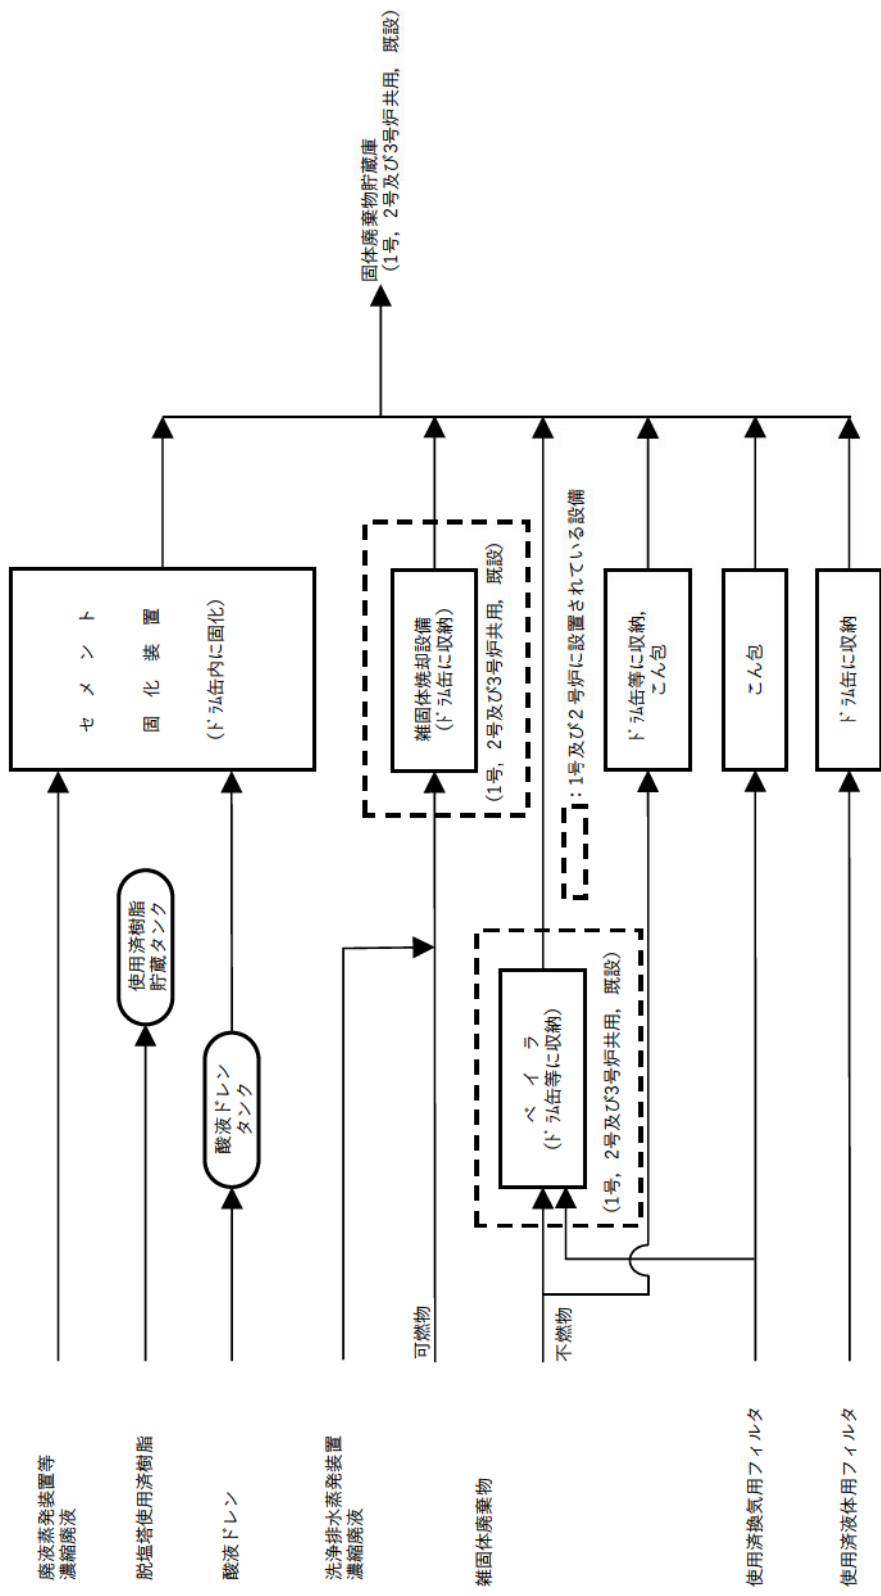 廃液蒸発装置等
濃縮廃液
脱塩塔使用済樹脂
酸液ドレン
洗浄排水蒸発装置
濃縮廃液
雑固体廃棄物
使用済換気用フィルタ
使用済液体用フィルタ
可燃物
不燃物
使用済樹脂
貯蔵タンク
酸液ドレン
タンク
ベイラ
(ドラム缶等に収納)
(1号, 2号及び3号炉共用, 既設)
セメント
固化装置
(ドラム缶内に固化)
雑固体焼却設備
(ドラム缶に収納)
(1号, 2号及び3号炉共用, 既設)
:1号及び2号炉に設置されている設備
ドラム缶等に収納,
こん包
こん包
ドラム缶に収納
固体廃棄物貯蔵庫
(1号, 2号及び3号炉共用, 既設)